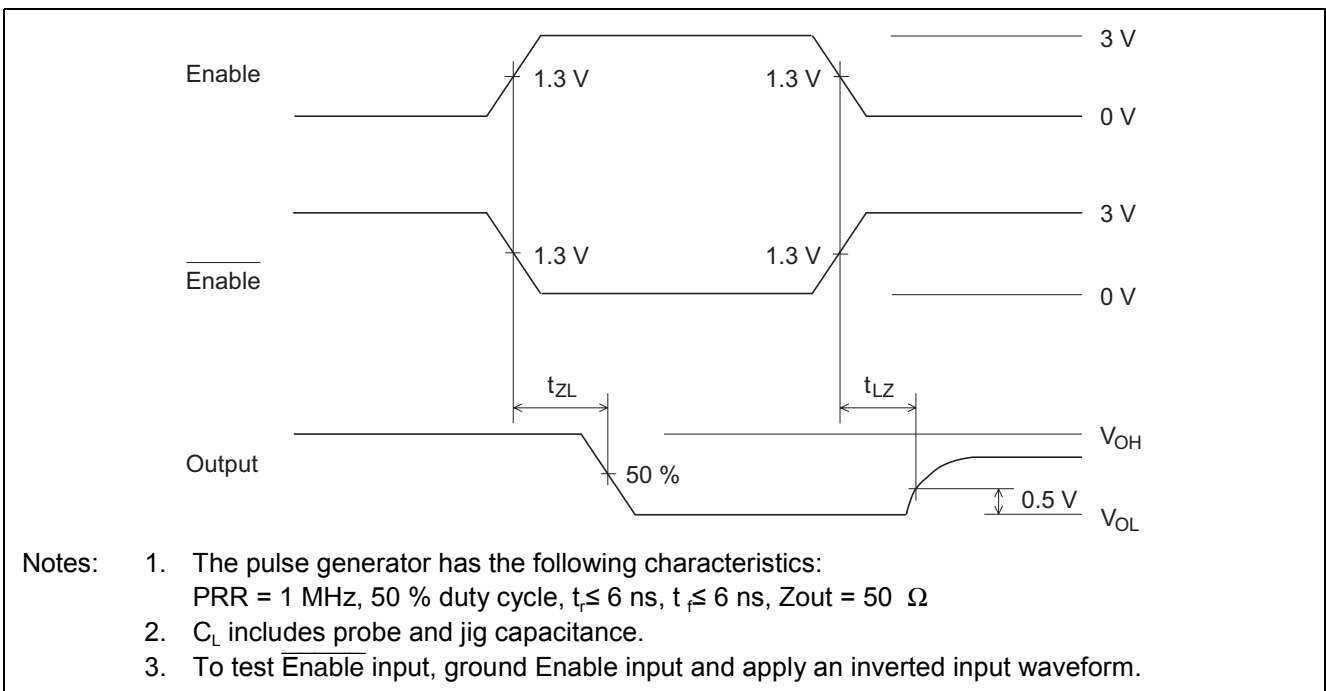 3 V
Enable
1.3 V
1.3 V
0 V
3 V
1.3 V
1.3 V
Enable
0 V
tZL
tLZ
VOH
Output
50 %
0.5 V
VOL
Notes: 1. The pulse generator has the following characteristics:
PRR = 1 MHz, 50 % duty cycle, tr≤ 6 ns, t f≤ 6 ns, Zout = 50 Ω
2. CL includes probe and jig capacitance.
3. To test Enable input, ground Enable input and apply an inverted input waveform.